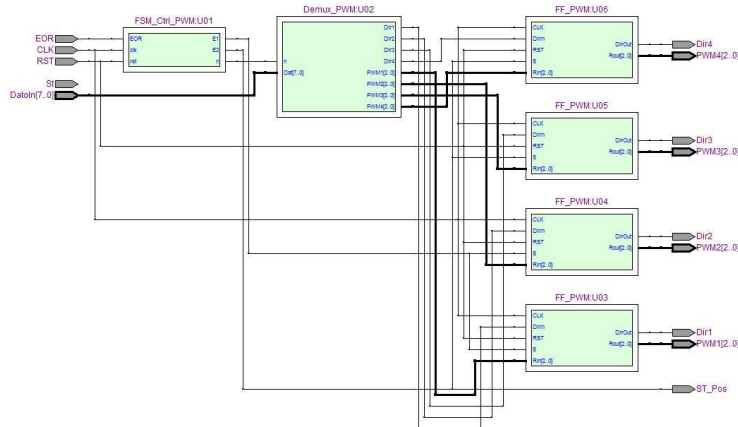 FSM_Ctrl_PWM:U01
EOR
clk
rst
E1
E2
n
EOR
CLK
RST
St
DatoIn[7..0]
Demux_PWM:U02
n
Dat[7..0]
Dir1
Dir2
Dir3
Dir4
PWM1[2..0]
PWM2[2..0]
PWM3[2..0]
PWM4[2..0]
FF_PWM:U06
CLK
DirIn
RST
S
Rin[2..0]
DirOut
Rout[2..0]
Dir4
PWM4[2..0]
FF_PWM:U05
CLK
DirIn
RST
S
Rin[2..0]
DirOut
Rout[2..0]
Dir3
PWM3[2..0]
FF_PWM:U04
CLK
DirIn
RST
S
Rin[2..0]
DirOut
Rout[2..0]
Dir2
PWM2[2..0]
FF_PWM:U03
CLK
DirIn
RST
S
Rin[2..0]
DirOut
Rout[2..0]
Dir1
PWM1[2..0]
ST_Pos